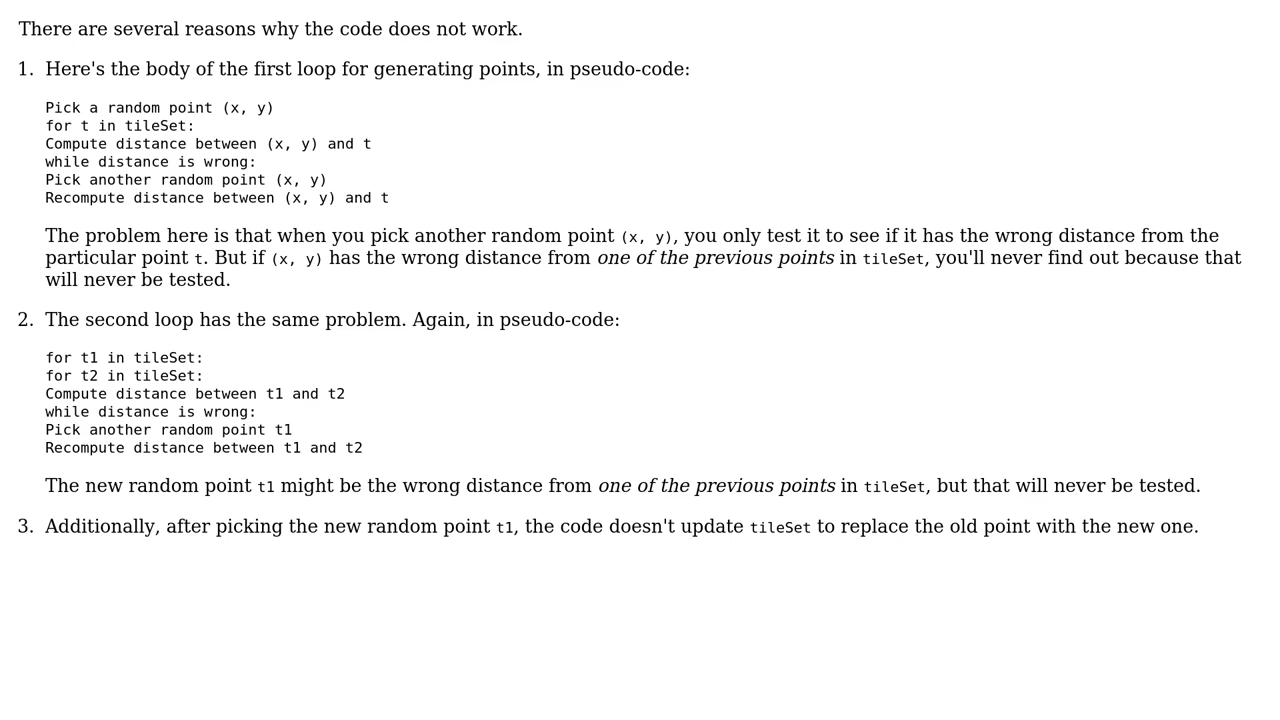 There are several reasons why the code does not work.
1. Here's the body of the first loop for generating points, in pseudo-code:
Pick a random point (x, y)
for t in tileSet:
Compute distance between (x, y) and t
while distance is wrong:
Pick another random point (x, y)
Recompute distance between (x, y) and t
The problem here is that when you pick another random point (x, y), you only test it to see if it has the wrong distance from the
particular point t. But if (x, y) has the wrong distance from one of the previous points in tileSet, you'll never find out because that
will never be tested.
2. The second loop has the same problem. Again, in pseudo-code:
for t1 in tileSet:
for t2 in tileSet:
Compute distance between t1 and t2
while distance is wrong:
Pick another random point t1
Recompute distance between t1 and t2
The new random point t1 might be the wrong distance from one of the previous points in tileSet, but that will never be tested.
3. Additionally, after picking the new random point t1, the code doesn't update tileSet to replace the old point with the new one.